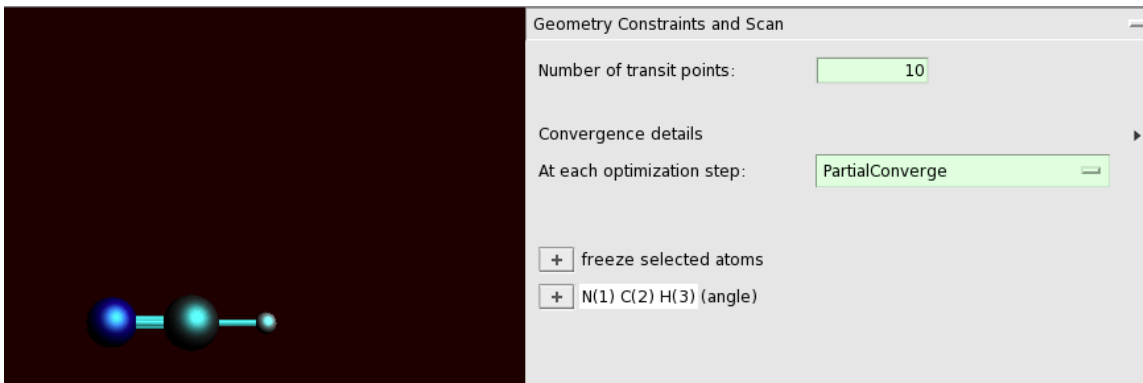 Geometry Constraints and Scan
Number of transit points: 10
Convergence details
At each optimization step: PartialConverge
+ freeze selected atoms
+ N(1) C(2) H(3) (angle)